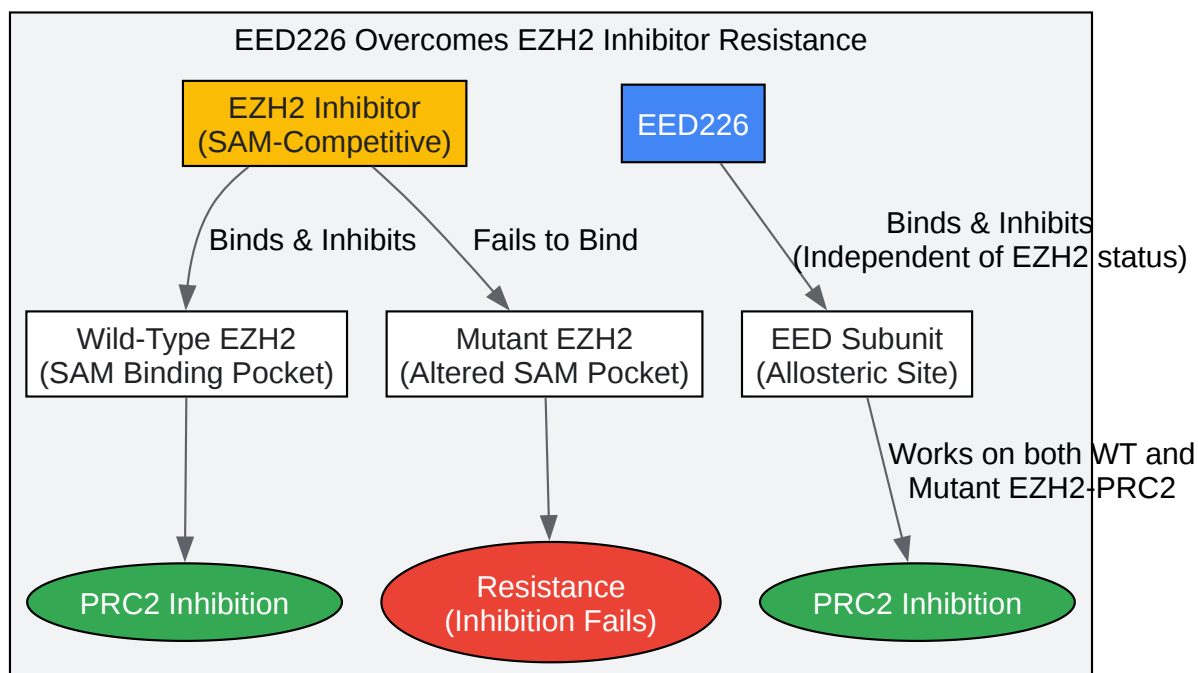 EED226 Overcomes EZH2 Inhibitor Resistance
EZH2 Inhibitor
(SAM-Competitive)
EED226
Binds & Inhibits
Fails to Bind
Binds & Inhibits
(Independent of EZH2 status)
Wild-Type EZH2
(SAM Binding Pocket)
Mutant EZH2
(Altered SAM Pocket)
EED Subunit
(Allosteric Site)
Works on both WT and
Mutant EZH2-PRC2
PRC2 Inhibition
Resistance
(Inhibition Fails)
PRC2 Inhibition